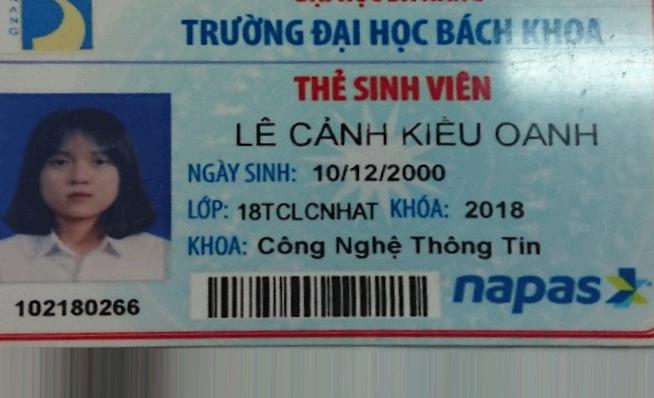 TRƯỜNG ĐẠI HỌC BÁCH KHOA
THẺ SINH VIÊN
LÊ CẢNH KIỀU OANH
NGÀY SINH: 10/12/2000
LỚP: 18TCLCNHAT KHÓA: 2018
KHOA: Công Nghệ Thông Tin
102180266
napas